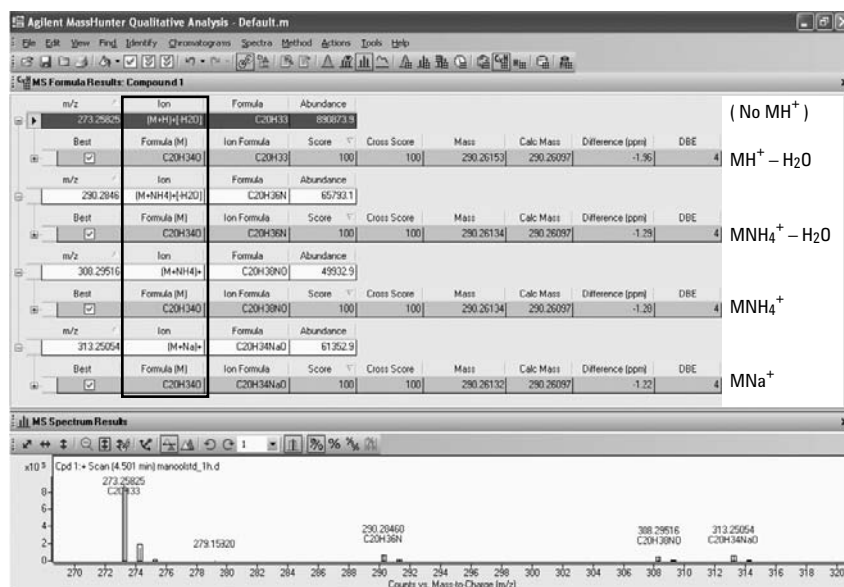 Agilent MassHunter Qualitative Analysis - Default.m
File Edit View Find Identify Chromatograms Spectra Method Actions Tools Help
MS Formula Results: Compound 1
m/z Ion Formula Abundance
273.25825 (M+H)+[-H2O] C20H33 890873.9 ( No MH+ )
Best Formula (M) Ion Formula Score Cross Score Mass Calc Mass Difference (ppm) DBE
C20H34O C20H33 100 100 290.26153 290.26097 -1.96 4 MH+ – H2O
m/z Ion Formula Abundance
290.2846 (M+NH4)+[-H2O] C20H36N 65793.1
Best Formula (M) Ion Formula Score Cross Score Mass Calc Mass Difference (ppm) DBE
C20H34O C20H36N 100 100 290.26134 290.26097 -1.29 4 MNH4+ – H2O
m/z Ion Formula Abundance
308.29516 (M+NH4)+ C20H38NO 49932.9
Best Formula (M) Ion Formula Score Cross Score Mass Calc Mass Difference (ppm) DBE
C20H34O C20H38NO 100 100 290.26134 290.26097 4 MNH4+
m/z Ion Formula Abundance
313.25054 (M+Na)+ C20H34NaO 61352.9
Best Formula (M) Ion Formula Score Cross Score Mass Calc Mass Difference (ppm) DBE
C20H34O C20H34NaO 100 100 290.26132 290.26097 -1.22 4 MNa+
MS Spectrum Results
1
x10 5 Cpd 1:+ Scan (4.501 min) manoolstd_1h.d
273.25825
C20H33
279.15320
290.28460
C20H36N
308.29516
C20H38NO
313.25054
C20H34NaO
8
6
4
2
0
270 272 274 276 278 280 282 284 286 288 290 292 294 296 298 300 302 304 306 308 310 312 314 316 318 320
Counts vs. Mass-to-Charge (m/z)